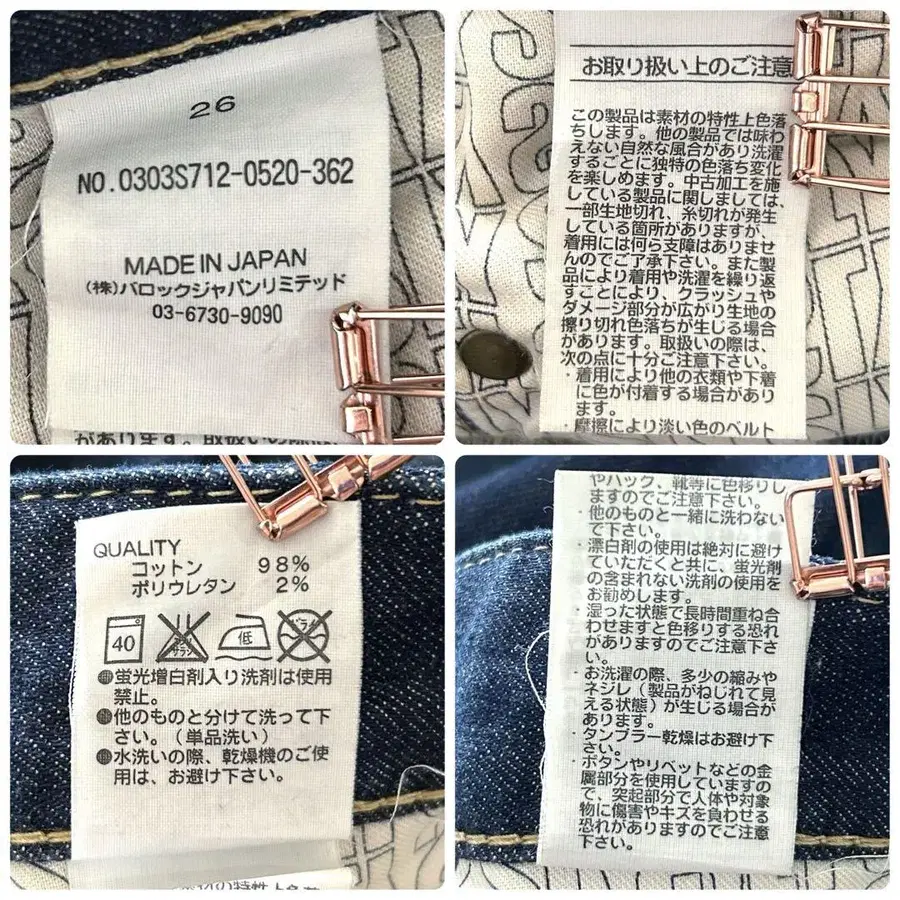 26
NO.0303S712-0520-362
MADE IN JAPAN
(株)バロックジャパンリミテッド
03-6730-9090
があります。取扱いの際は
お取り扱い上のご注意
この製品は素材の特性上色落
ちします。他の製品では味わ
えない自然な風合があり洗濯
するごとに独特の色落ち変化
を楽しめます。中古加工を施
している製品に関しましては、
一部生地切れ、糸切れが発生
している箇所がありますが、
着用には何ら支障はありませ
んのでご了承下さい。また製
品により着用や洗濯を繰り返
すことにより、クラッシュや
ダメージ部分が広がり生地の
擦り切れ色落ちが生じる場合
があります。取扱いの際は、
次の点に十分ご注意下さい。
・着用により他の衣類や下着
に色が付着する場合があり
ます。
・摩擦により淡い色のベルト
QUALITY
コットン 98%
ポリウレタン 2%
40
エンソサラシ
低
ドライ
●蛍光増白剤入り洗剤は使用
禁止。
●他のものと分けて洗って下
さい。(単品洗い)
●水洗いの際、乾燥機のご使
用は、お避け下さい。
やバック、靴等に色移りし
ますのでご注意下さい。
・他のものと一緒に洗わない
で下さい。
・漂白剤の使用は絶対に避け
ていただくと共に、蛍光剤
の含まれない洗剤の使用を
お勧めします。
・湿った状態で長時間重ね合
わせますと色移りする恐れ
がありますのでご注意下さ
い。
・お洗濯の際、多少の縮みや
ネジレ(製品がねじれて見
える状態)が生じる場合が
あります。
・タンブラー乾燥はお避け下
さい。
・ボタンやリベットなどの金
属部分を使用していますの
で、突起部分で人体や対象
物に傷害やキズを負わせる
恐れがありますのでご注意
下さい。